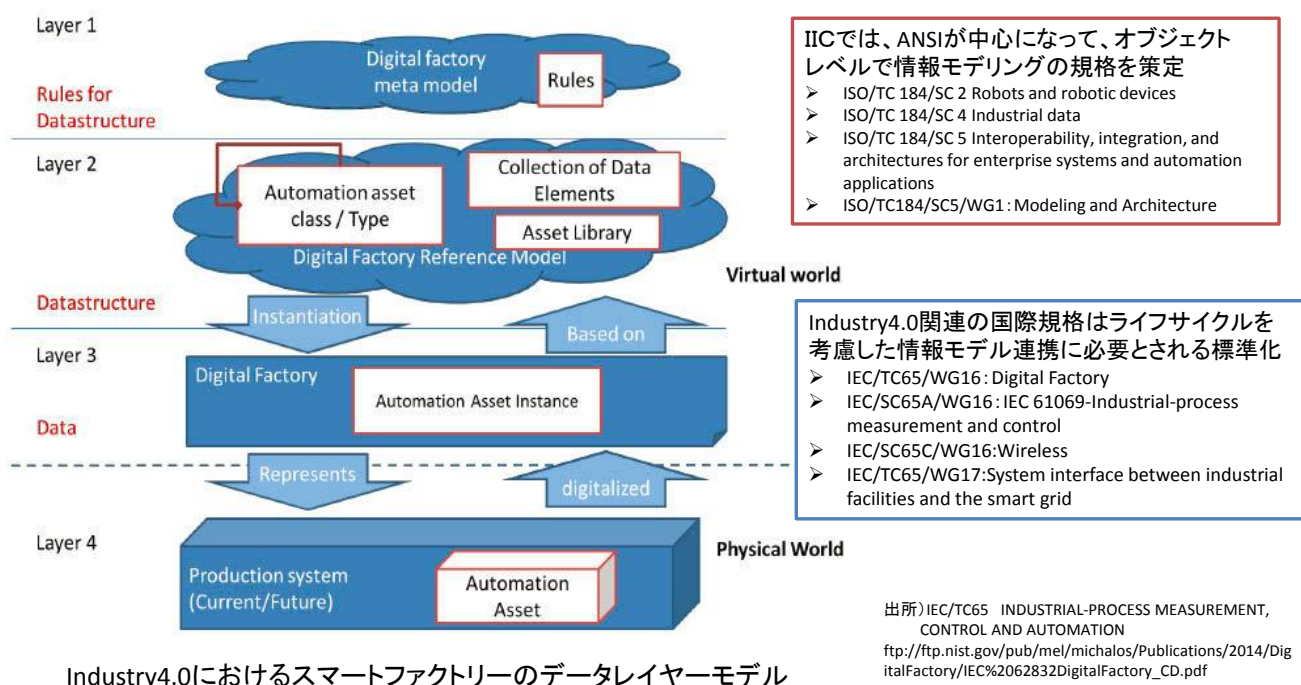 Layer 1
Digital factory
meta model
Rules
Rules for
Datastructure
Layer 2
Automation asset
class / Type
Collection of Data
Elements
Asset Library
Digital Factory Reference Model
Virtual world
Datastructure
Instantiation
Based on
Layer 3
Digital Factory
Automation Asset Instance
Data
Represents
digitalized
Layer 4
Physical World
Production system
(Current/Future)
Automation
Asset
Industry4.0におけるスマートファクトリーのデータレイヤーモデル
IICでは、ANSIが中心になって、オブジェクト
レベルで情報モデリングの規格を策定
➢ ISO/TC 184/SC 2 Robots and robotic devices
➢ ISO/TC 184/SC 4 Industrial data
➢ ISO/TC 184/SC 5 Interoperability, integration, and
architectures for enterprise systems and automation
applications
➢ ISO/TC184/SC5/WG1：Modeling and Architecture
Industry4.0関連の国際規格はライフサイクルを
考慮した情報モデル連携に必要とされる標準化
➢ IEC/TC65/WG16：Digital Factory
➢ IEC/SC65A/WG16：IEC 61069-Industrial-process
measurement and control
➢ IEC/SC65C/WG16:Wireless
➢ IEC/TC65/WG17:System interface between industrial
facilities and the smart grid
出所）IEC/TC65 INDUSTRIAL-PROCESS MEASUREMENT,
CONTROL AND AUTOMATION
ftp://ftp.nist.gov/pub/mel/michalos/Publications/2014/Dig
italFactory/IEC%2062832DigitalFactory_CD.pdf